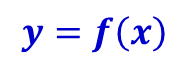 y = f(x)